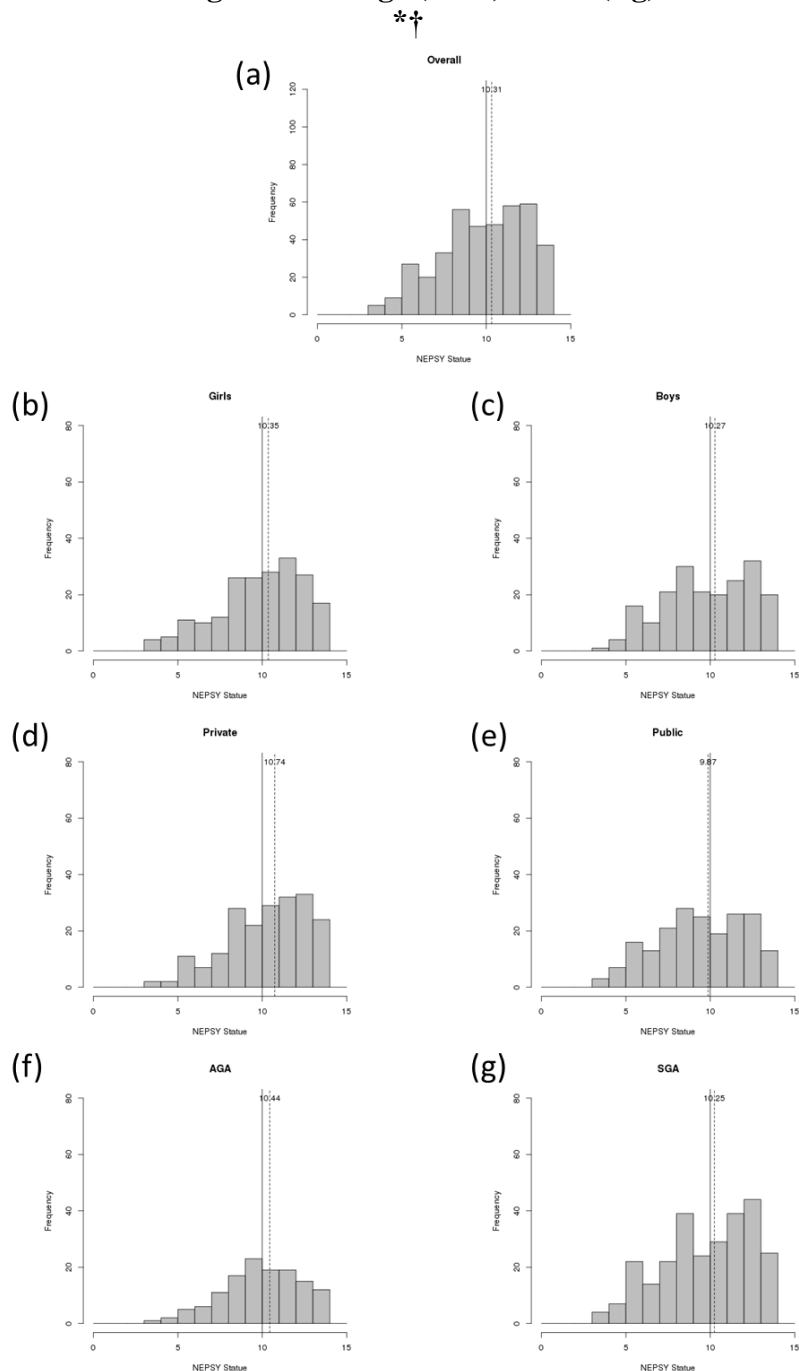 *†
(a)
Overall
10.31
Frequency
0 20 40 60 80 100 120
0 5 10 15
NEPSY Statue
(b)
Girls
10.35
Frequency
0 20 40 60 80
0 5 10 15
NEPSY Statue
(c)
Boys
10.27
Frequency
0 20 40 60 80
0 5 10 15
NEPSY Statue
(d)
Private
10.74
Frequency
0 20 40 60 80
0 5 10 15
NEPSY Statue
(e)
Public
9.87
Frequency
0 20 40 60 80
0 5 10 15
NEPSY Statue
(f)
AGA
10.44
Frequency
0 20 40 60 80
0 5 10 15
NEPSY Statue
(g)
SGA
10.25
Frequency
0 20 40 60 80
0 5 10 15
NEPSY Statue